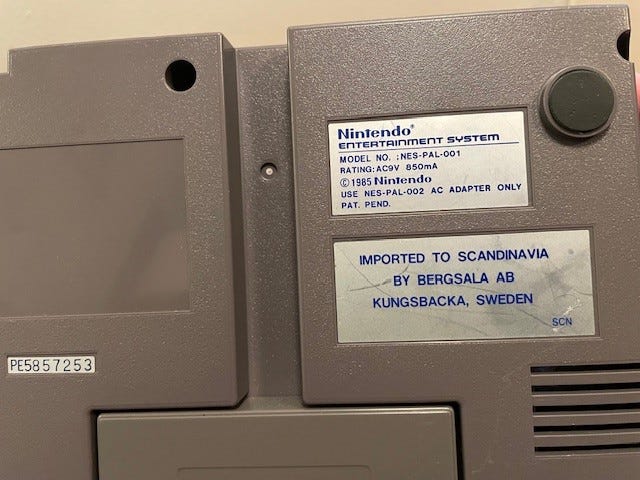 Nintendo®
ENTERTAINMENT SYSTEM
MODEL NO. :NES-PAL-001
RATING:AC9V 850mA
©1985 Nintendo
USE NES-PAL-002 AC ADAPTER ONLY
PAT. PEND.
IMPORTED TO SCANDINAVIA
BY BERGSALA AB
KUNGSBACKA, SWEDEN
SCN
PE5857253